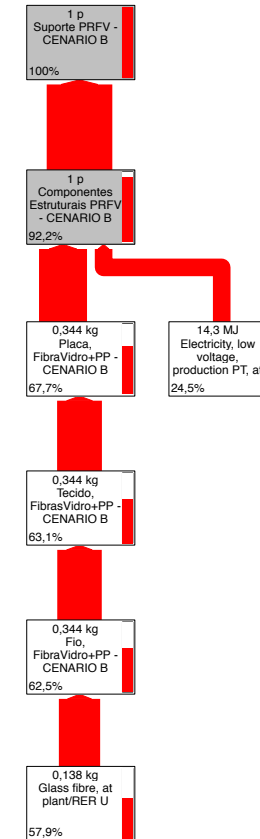 1 p
Suporte PRFV -
CENARIO B
100%
1 p
Componentes
Estruturais PRFV
- CENARIO B
92,2%
0,344 kg
Placa,
FibraVidro+PP -
CENARIO B
67,7%
14,3 MJ
Electricity, low
voltage,
production PT, at
24,5%
0,344 kg
Tecido,
FibrasVidro+PP -
CENARIO B
63,1%
0,344 kg
Fio,
FibraVidro+PP -
CENARIO B
62,5%
0,138 kg
Glass fibre, at
plant/RER U
57,9%